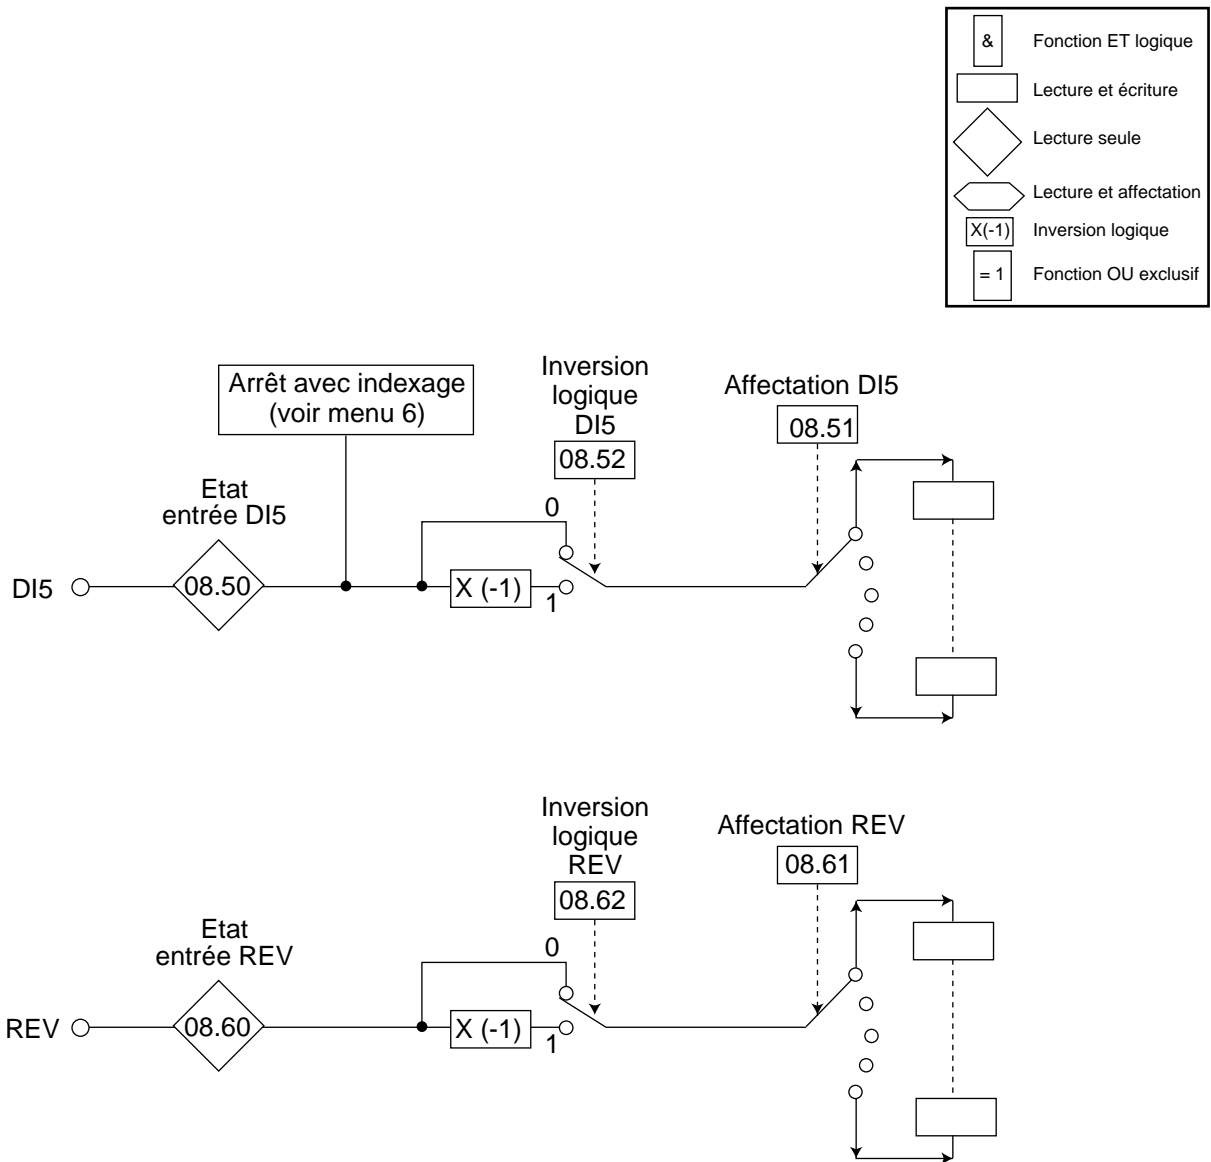 & Fonction ET logique
Lecture et écriture
Lecture seule
Lecture et affectation
X(-1) Inversion logique
= 1 Fonction OU exclusif
Arrêt avec indexage
(voir menu 6)
Inversion
logique
DI5
08.52
Affectation DI5
08.51
Etat
entrée DI5
0
DI5
08.50
X (-1)
1
Inversion
logique
REV
08.62
Affectation REV
08.61
Etat
entrée REV
0
REV
08.60
X (-1)
1